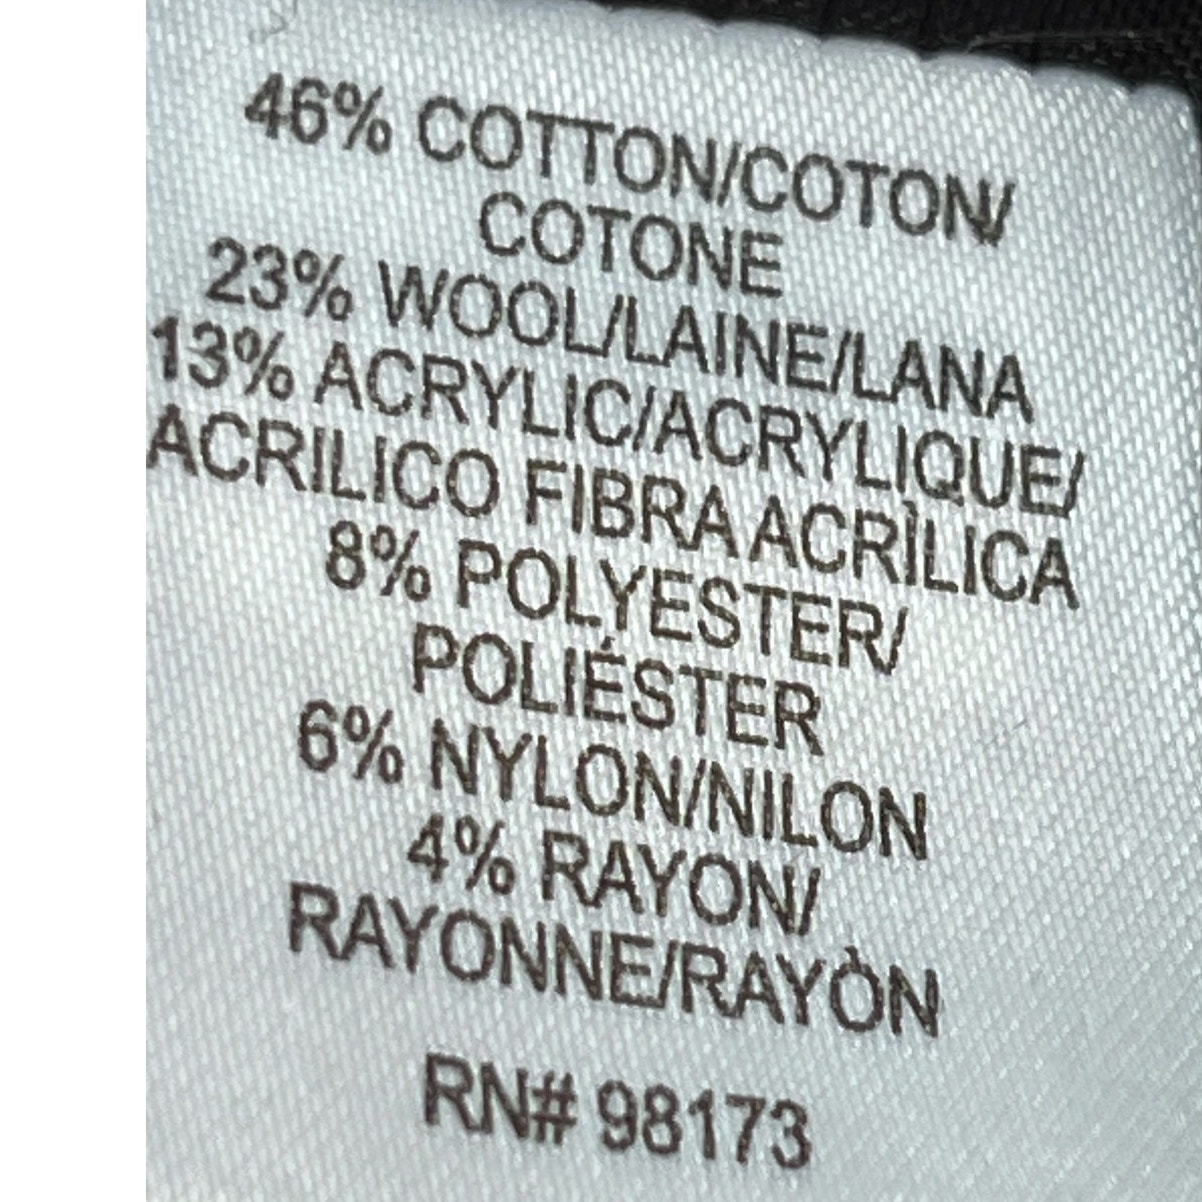 46% COTTON/COTON/
COTONE
23% WOOL/LAINE/LANA
13% ACRYLIC/ACRYLIQUE/
ACRILICO FIBRA ACRÌLICA
8% POLYESTER/
POLIÉSTER
6% NYLON/NILON
4% RAYON/
RAYONNE/RAYÒN
RN# 98173